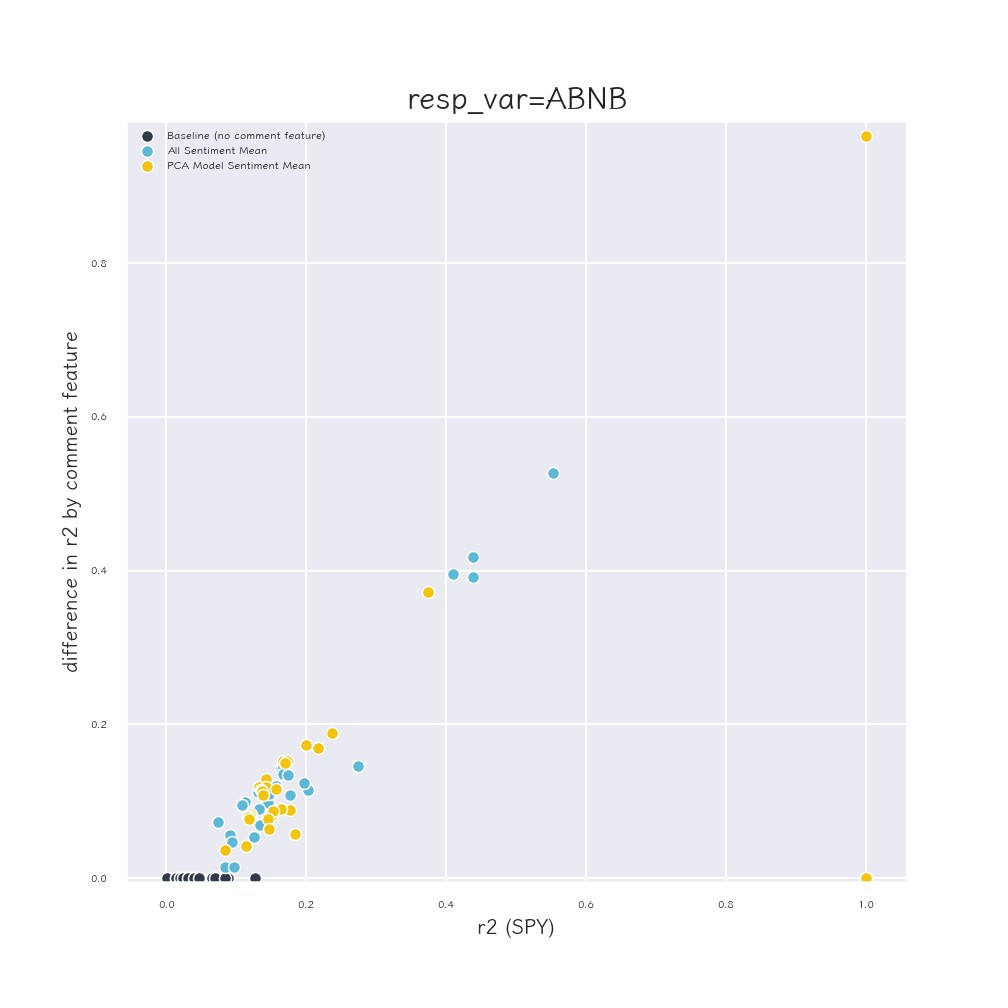 resp_var=ABNB
Baseline (no comment feature)
All Sentiment Mean
PCA Model Sentiment Mean
difference in r2 by comment feature
0.8
0.6
0.4
0.2
0.0
0.0 0.2 0.4 0.6 0.8 1.0
r2 (SPY)